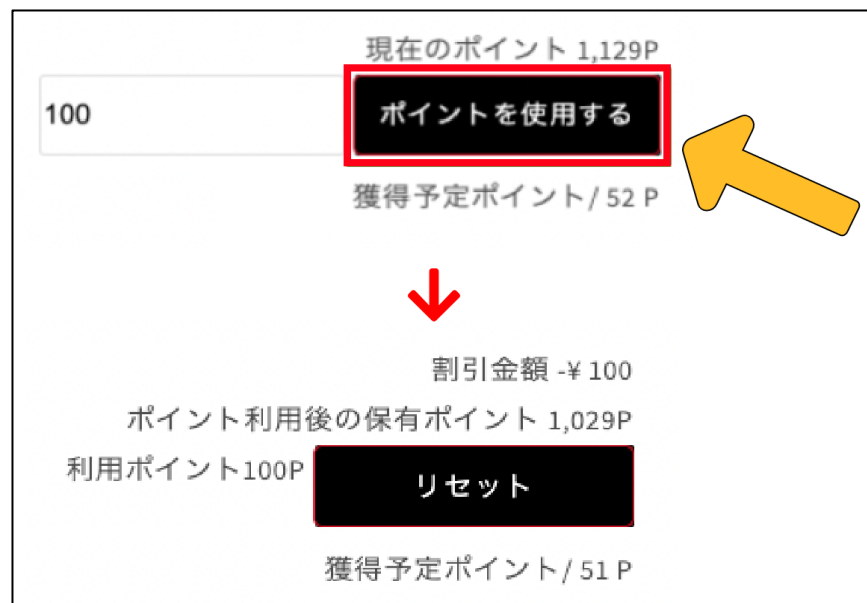 現在のポイント 1,129P
100 ポイントを使用する
獲得予定ポイント/ 52 P
割引金額 -¥ 100
ポイント利用後の保有ポイント 1,029P
利用ポイント100P リセット
獲得予定ポイント/ 51 P